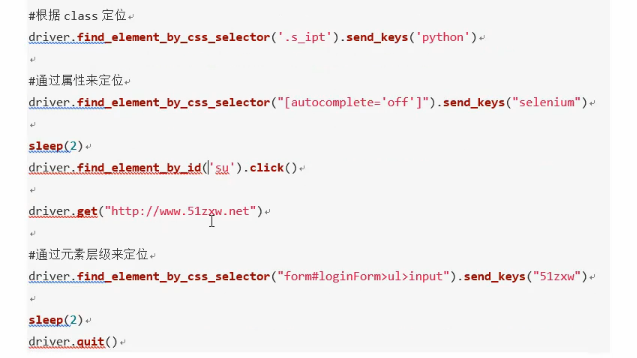 #根据 class 定位
driver.find_element_by_css_selector('.s_ipt').send_keys('python')
#通过属性来定位
driver.find_element_by_css_selector("[autocomplete='off']").send_keys("selenium")
sleep(2)
driver.find_element_by_id('su').click()
driver.get("http://www.51zxw.net")
#通过元素层级来定位
driver.find_element_by_css_selector("form#loginForm>ul>input").send_keys("51zxw")
sleep(2)
driver.quit()